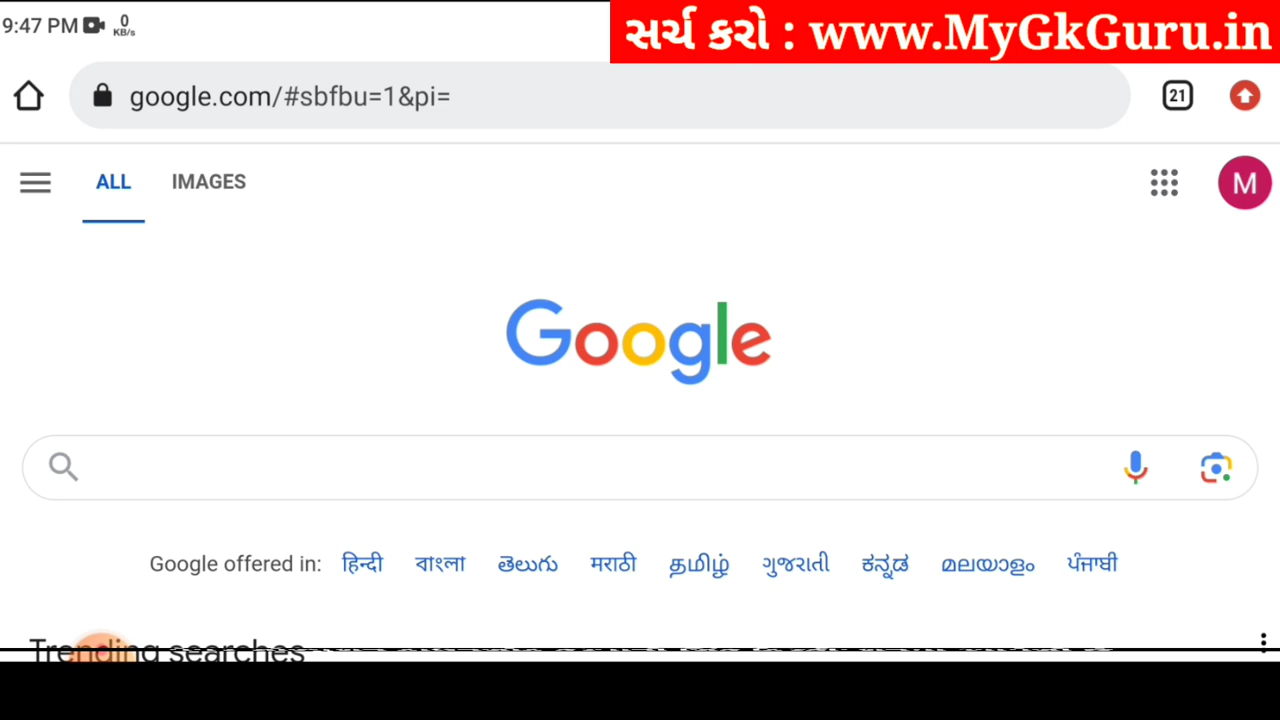 9:47 PM 0 KB/s
સર્ચ કરો : www.MyGkGuru.in
google.com/#sbfbu=1&pi=
21
ALL IMAGES
M
Google
Google offered in: हिन्दी বাংলা తెలుగు मराठी தமிழ் ગુજરાતી ಕನ್ನಡ മലയാളം ਪੰਜਾਬੀ
Trending searches